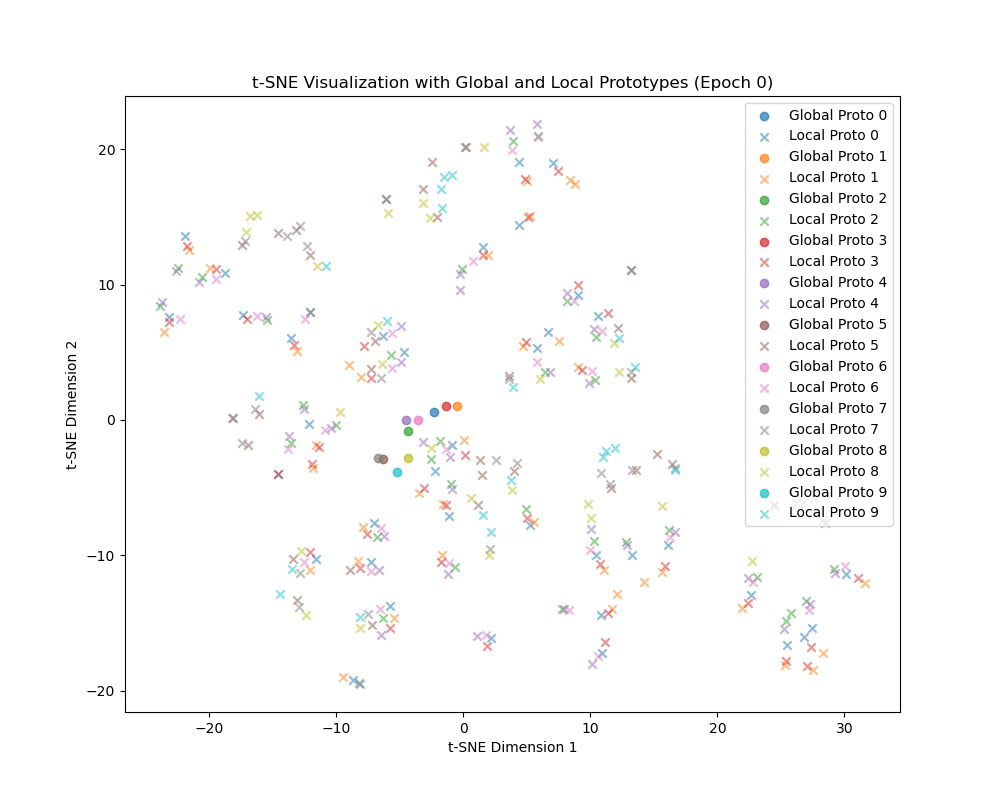 t-SNE Visualization with Global and Local Prototypes (Epoch 0)
Global Proto 0
Local Proto 0
Global Proto 1
Local Proto 1
Global Proto 2
Local Proto 2
Global Proto 3
Local Proto 3
Global Proto 4
Local Proto 4
Global Proto 5
Local Proto 5
Global Proto 6
Local Proto 6
Global Proto 7
Local Proto 7
Global Proto 8
Local Proto 8
Global Proto 9
Local Proto 9
t-SNE Dimension 2
20
10
0
−10
−20
−20
−10
0
10
20
30
t-SNE Dimension 1